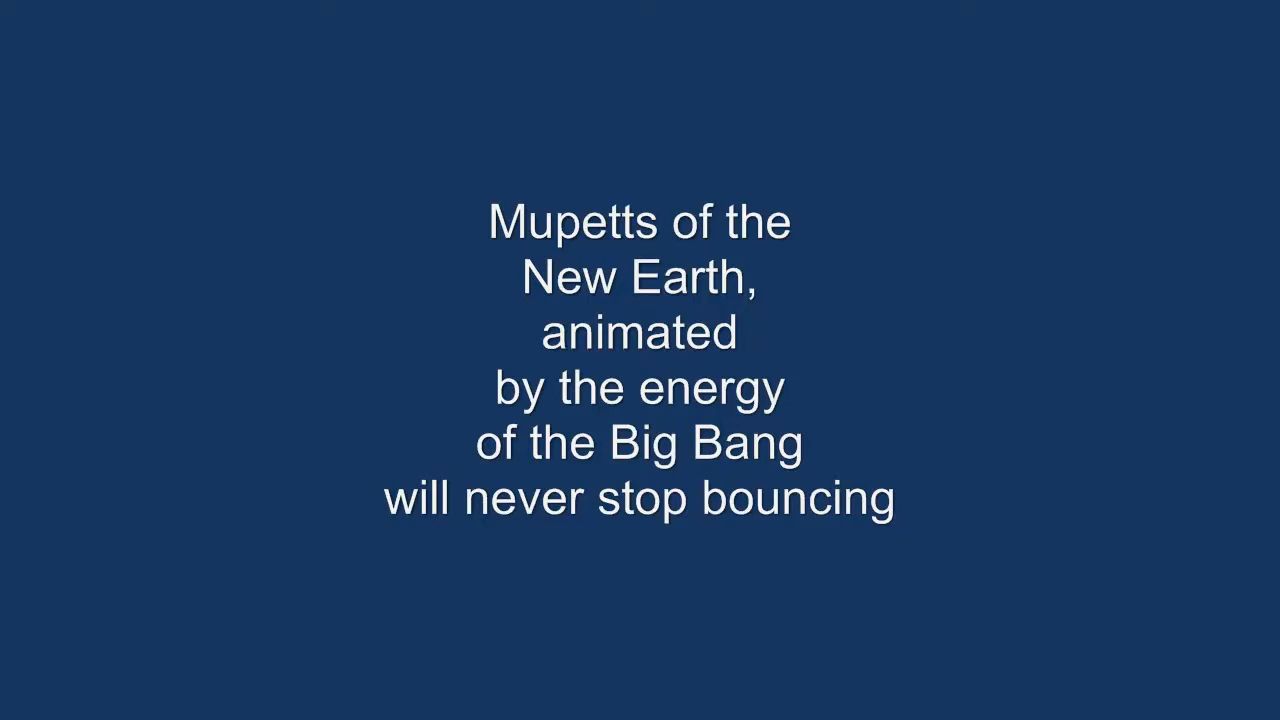 Mupetts of the
New Earth,
animated
by the energy
of the Big Bang
will never stop bouncing